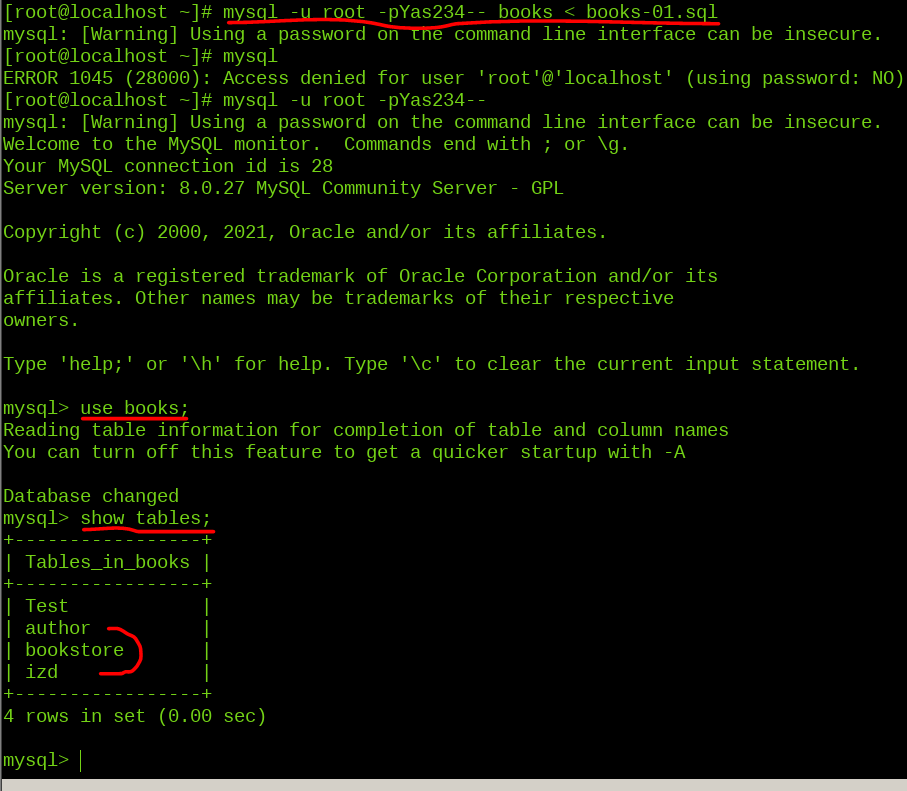 [root@localhost ~]# mysql -u root -pYas234-- books < books-01.sql
mysql: [Warning] Using a password on the command line interface can be insecure.
[root@localhost ~]# mysql
ERROR 1045 (28000): Access denied for user 'root'@'localhost' (using password: NO)
[root@localhost ~]# mysql -u root -pYas234--
mysql: [Warning] Using a password on the command line interface can be insecure.
Welcome to the MySQL monitor.  Commands end with ; or \g.
Your MySQL connection id is 28
Server version: 8.0.27 MySQL Community Server - GPL

Copyright (c) 2000, 2021, Oracle and/or its affiliates.

Oracle is a registered trademark of Oracle Corporation and/or its
affiliates. Other names may be trademarks of their respective
owners.

Type 'help;' or '\h' for help. Type '\c' to clear the current input statement.

mysql> use books;
Reading table information for completion of table and column names
You can turn off this feature to get a quicker startup with -A

Database changed
mysql> show tables;
+-----------------+
| Tables_in_books |
+-----------------+
| Test            |
| author          |
| bookstore       |
| izd             |
+-----------------+
4 rows in set (0.00 sec)

mysql>